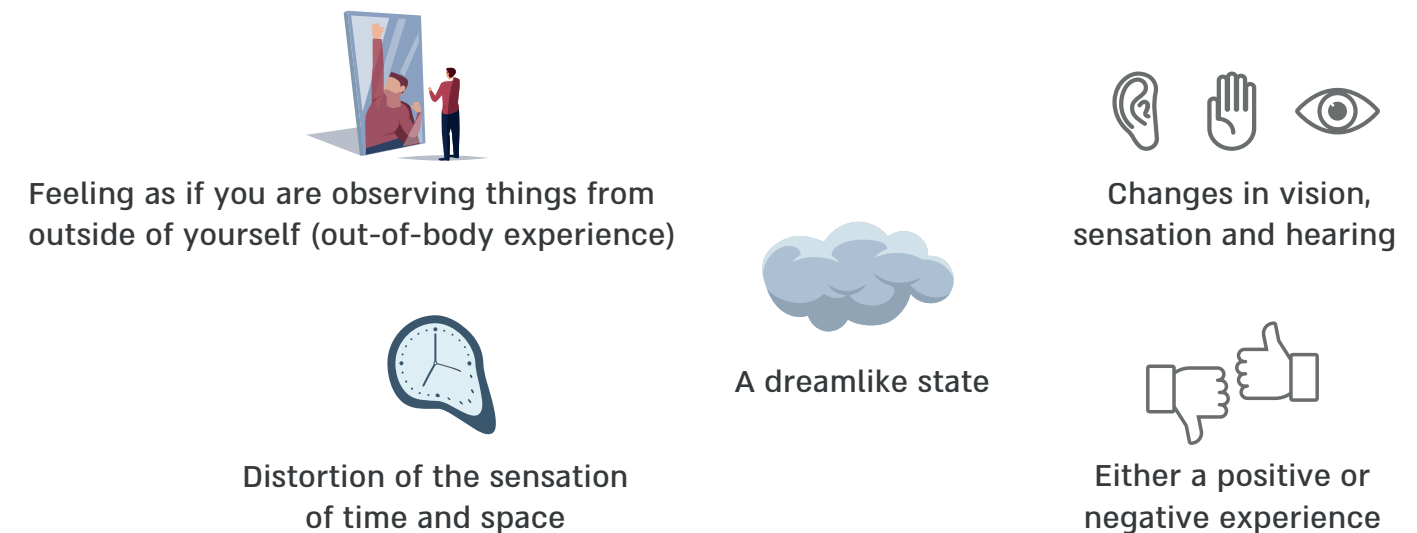 Feeling as if you are observing things from
outside of yourself (out-of-body experience)
Changes in vision,
sensation and hearing
A dreamlike state
Distortion of the sensation
of time and space
Either a positive or
negative experience